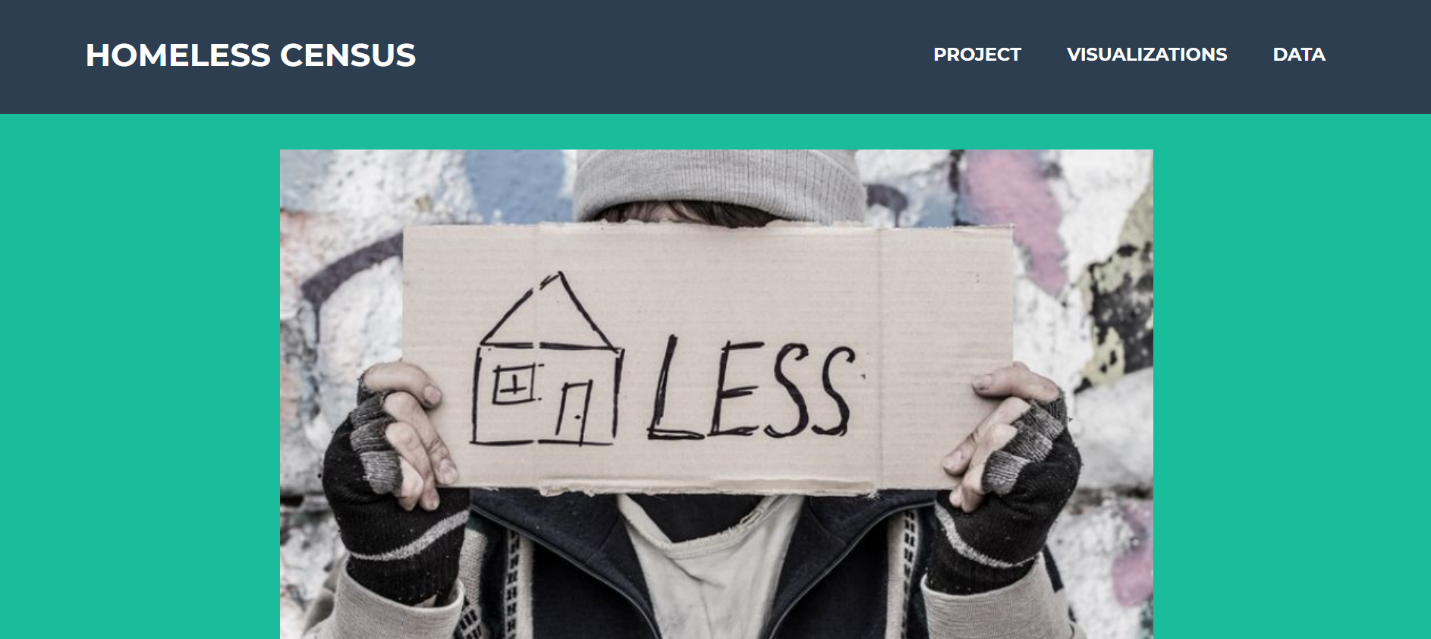 HOMELESS CENSUS
PROJECT VISUALIZATIONS DATA
LESS